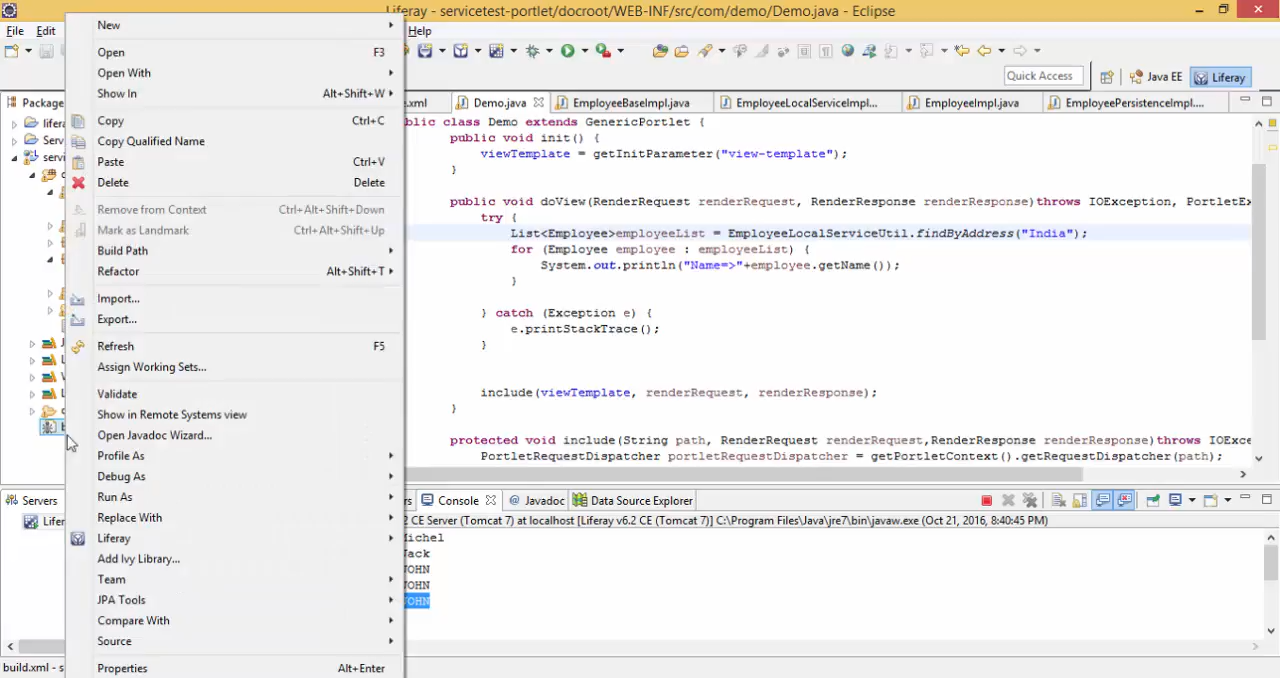 Liferay - servicetest-portlet/docroot/WEB-INF/src/com/demo/Demo.java - Eclipse
File Edit Help
Quick Access Java EE Liferay
Package .xml Demo.java EmployeeBaseImpl.java EmployeeLocalServiceImpl... EmployeeImpl.java EmployeePersistenceImpl....
New
Open F3
Open With
Show In Alt+Shift+W
Copy Ctrl+C
Copy Qualified Name
Paste Ctrl+V
Delete Delete
Remove from Context Ctrl+Alt+Shift+Down
Mark as Landmark Ctrl+Alt+Shift+Up
Build Path
Refactor Alt+Shift+T
Import...
Export...
Refresh F5
Assign Working Sets...
Validate
Show in Remote Systems view
Open Javadoc Wizard...
Profile As
Debug As
Run As
Replace With
Liferay
Add Ivy Library...
Team
JPA Tools
Compare With
Source
Properties Alt+Enter
blic class Demo extends GenericPortlet {
public void init() {
viewTemplate = getInitParameter("view-template");
}
public void doView(RenderRequest renderRequest, RenderResponse renderResponse)throws IOException, PortletEx
try {
List<Employee>employeeList = EmployeeLocalServiceUtil.findByAddress("India");
for (Employee employee : employeeList) {
System.out.println("Name=>"+employee.getName());
}
} catch (Exception e) {
e.printStackTrace();
}
include(viewTemplate, renderRequest, renderResponse);
}
protected void include(String path, RenderRequest renderRequest,RenderResponse renderResponse)throws IOExce
PortletRequestDispatcher portletRequestDispatcher = getPortletContext().getRequestDispatcher(path);
Servers
Lifer
rs Console Javadoc Data Source Explorer
2 CE Server (Tomcat 7) at localhost [Liferay v6.2 CE (Tomcat 7)] C:\Program Files\Java\jre7\bin\javaw.exe (Oct 21, 2016, 8:40:45 PM)
Michel
Jack
JOHN
JOHN
JOHN
build.xml - s